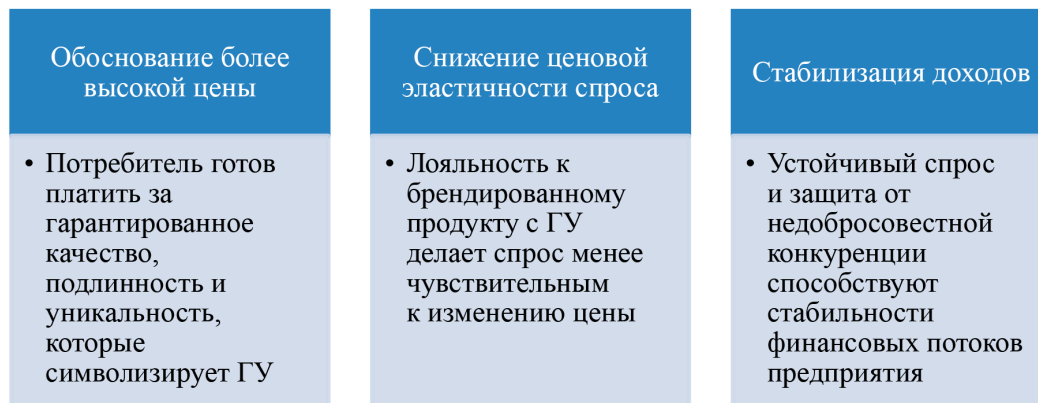 Обоснование более
высокой цены
• Потребитель готов
платить за
гарантированное
качество,
подлинность и
уникальность,
которые
символизирует ГУ
Снижение ценовой
эластичности спроса
• Лояльность к
брендированному
продукту с ГУ
делает спрос менее
чувствительным
к изменению цены
Стабилизация доходов
• Устойчивый спрос
и защита от
недобросовестной
конкуренции
способствуют
стабильности
финансовых потоков
предприятия